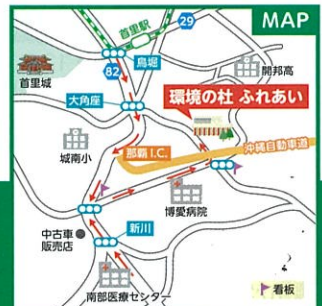 MAP
首里駅
29
鳥堀
82
首里城
開邦高
大角座
環境の杜 ふれあい
城南小
那覇 I.C.
沖縄自動車道
博愛病院
中古車
販売店
新川
南部医療センター
看板